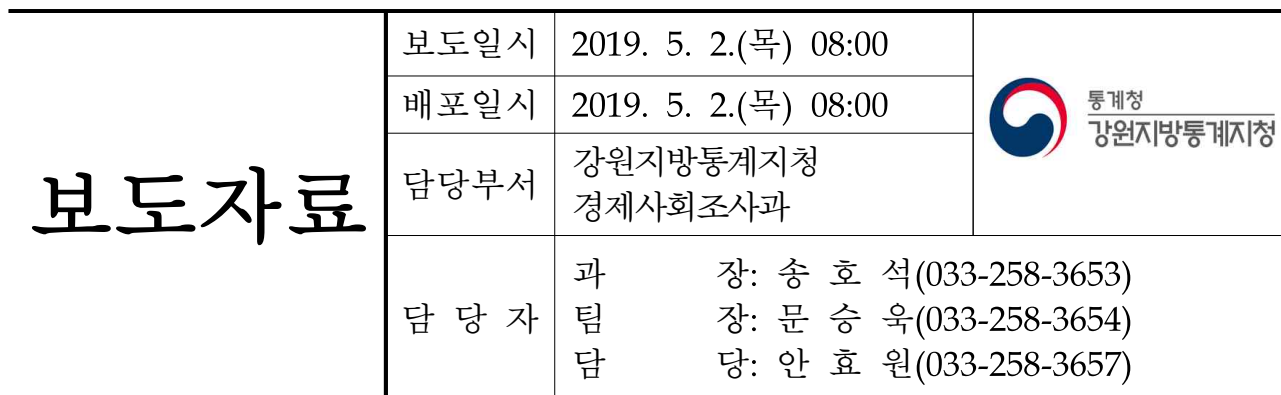 보도자료
보도일시 2019. 5. 2.(목) 08:00
배포일시 2019. 5. 2.(목) 08:00
담당부서 강원지방통계지청
경제사회조사과
통계청
강원지방통계지청
담 당 자
과 장: 송 호 석(033-258-3653)
팀 장: 문 승 욱(033-258-3654)
담 당: 안 효 원(033-258-3657)